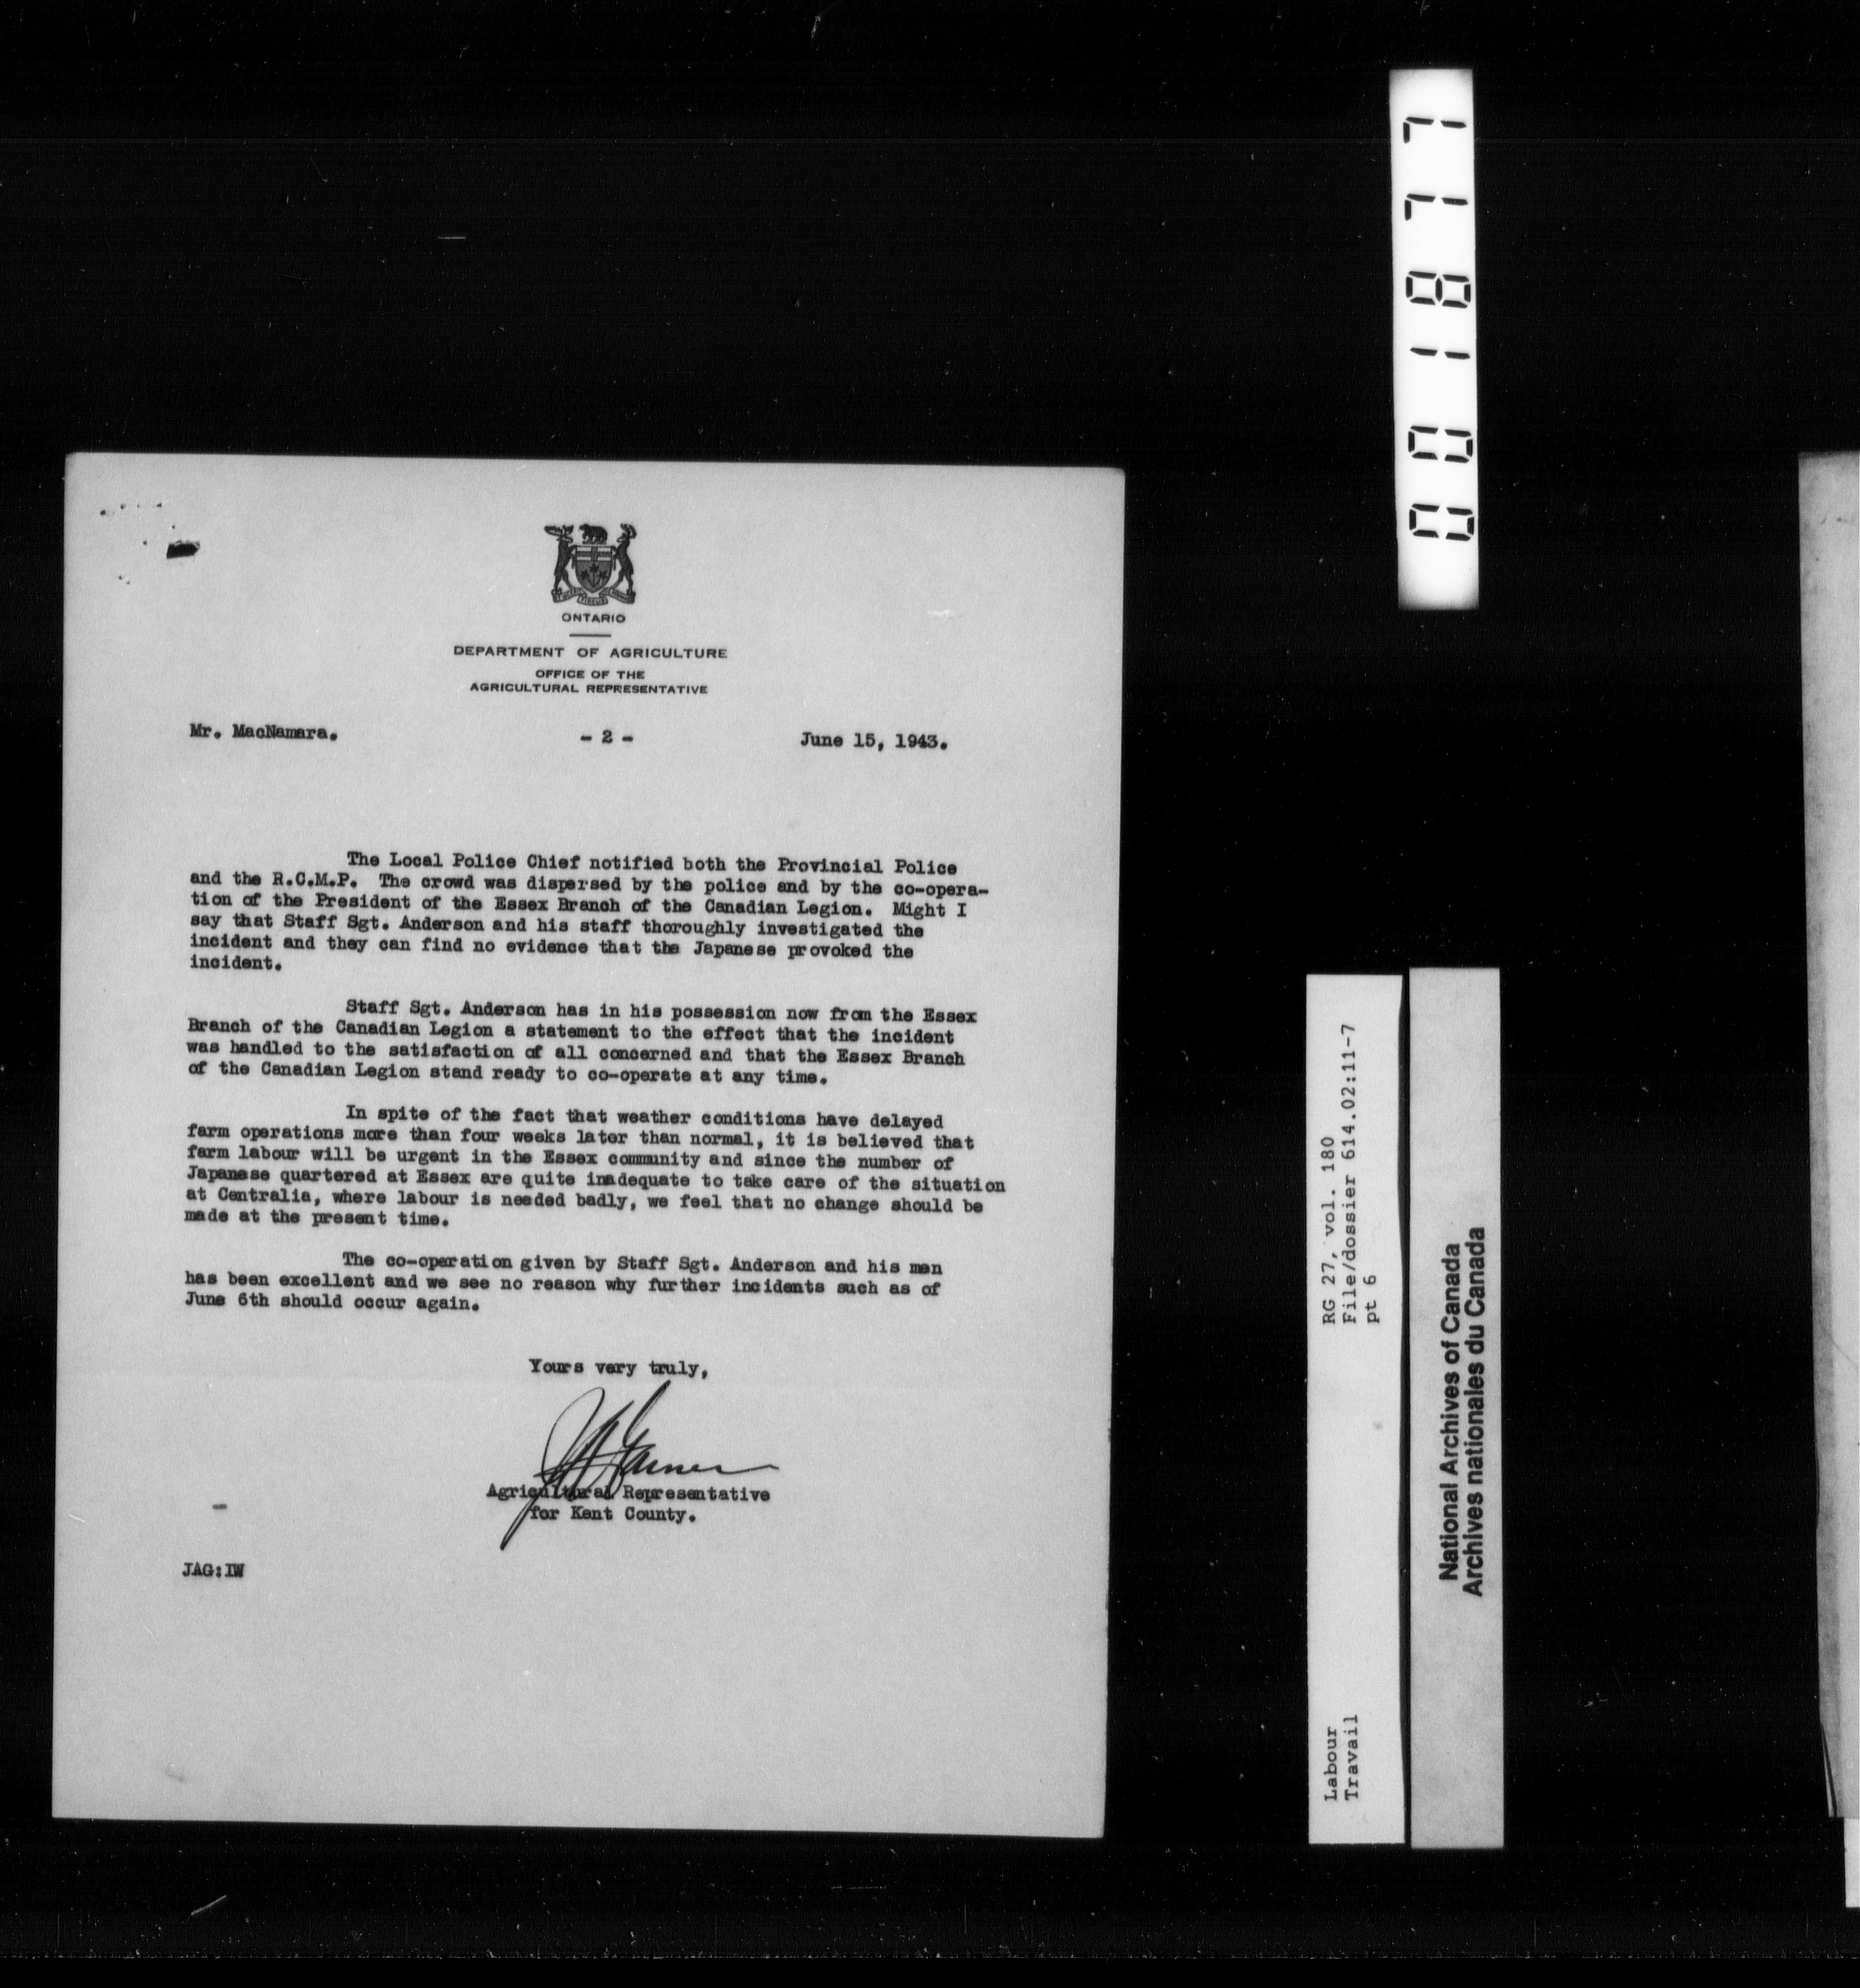 ONTARIO
DEPARTMENT OF AGRICULTURE
OFFICE OF THE
AGRICULTURAL REPRESENTATIVE
Mr. MacNamara. - 2 - June 15, 1943.
The Local Police Chief notified both the Provincial Police
and the R.C.M.P. The crowd was dispersed by the police and by the co-opera-
tion of the President of the Essex Branch of the Canadian Legion. Might I
say that Staff Sgt. Anderson and his staff thoroughly investigated the
incident and they can find no evidence that the Japanese provoked the
incident.
Staff Sgt. Anderson has in his possession now from the Essex
Branch of the Canadian Legion a statement to the effect that the incident
was handled to the satisfaction of all concerned and that the Essex Branch
of the Canadian Legion stand ready to co-operate at any time.
In spite of the fact that weather conditions have delayed
farm operations more than four weeks later than normal, it is believed that
farm labour will be urgent in the Essex community and since the number of
Japanese quartered at Essex are quite inadequate to take care of the situation
at Centralia, where labour is needed badly, we feel that no change should be
made at the present time.
The co-operation given by Staff Sgt. Anderson and his men
has been excellent and we see no reason why further incidents such as of
June 6th should occur again.
Yours very truly,
Agricultural Representative
for Kent County.
JAG:IW
001877
RG 27, vol. 180
File/dossier 614.02:11-7
pt 6
Labour
Travail
National Archives of Canada
Archives nationales du Canada